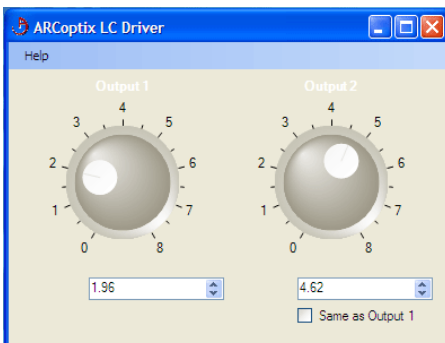 ARCoptix LC Driver
Help
Output 1
Output 2
0 1 2 3 4 5 6 7 8
0 1 2 3 4 5 6 7 8
1.96
4.62
Same as Output 1